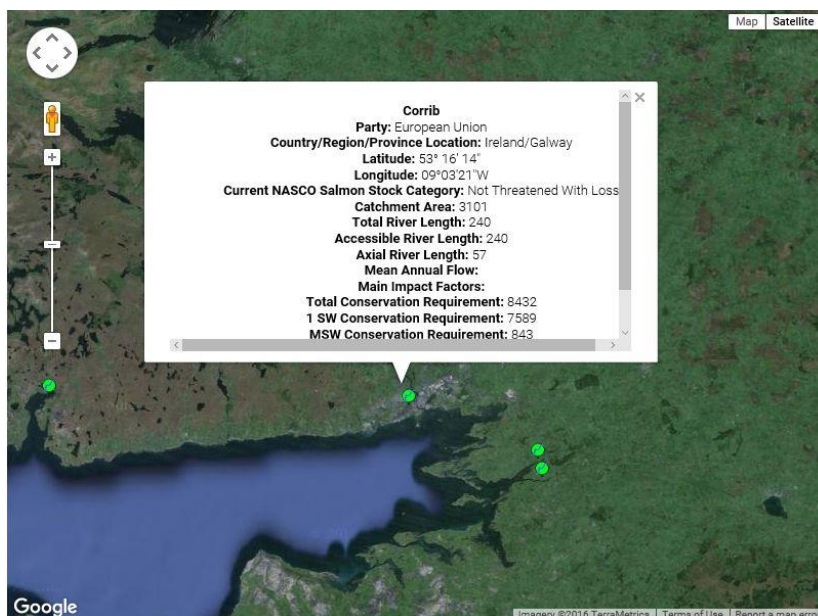 Map Satellite
Corrib
Party: European Union
Country/Region/Province Location: Ireland/Galway
Latitude: 53° 16' 14"
Longitude: 09°03'21"W
Current NASCO Salmon Stock Category: Not Threatened With Loss
Catchment Area: 3101
Total River Length: 240
Accessible River Length: 240
Axial River Length: 57
Mean Annual Flow:
Main Impact Factors:
Total Conservation Requirement: 8432
1 SW Conservation Requirement: 7589
MSW Conservation Requirement: 843
Google
Imagery ©2016 TerraMetrics Terms of Use Report a map error